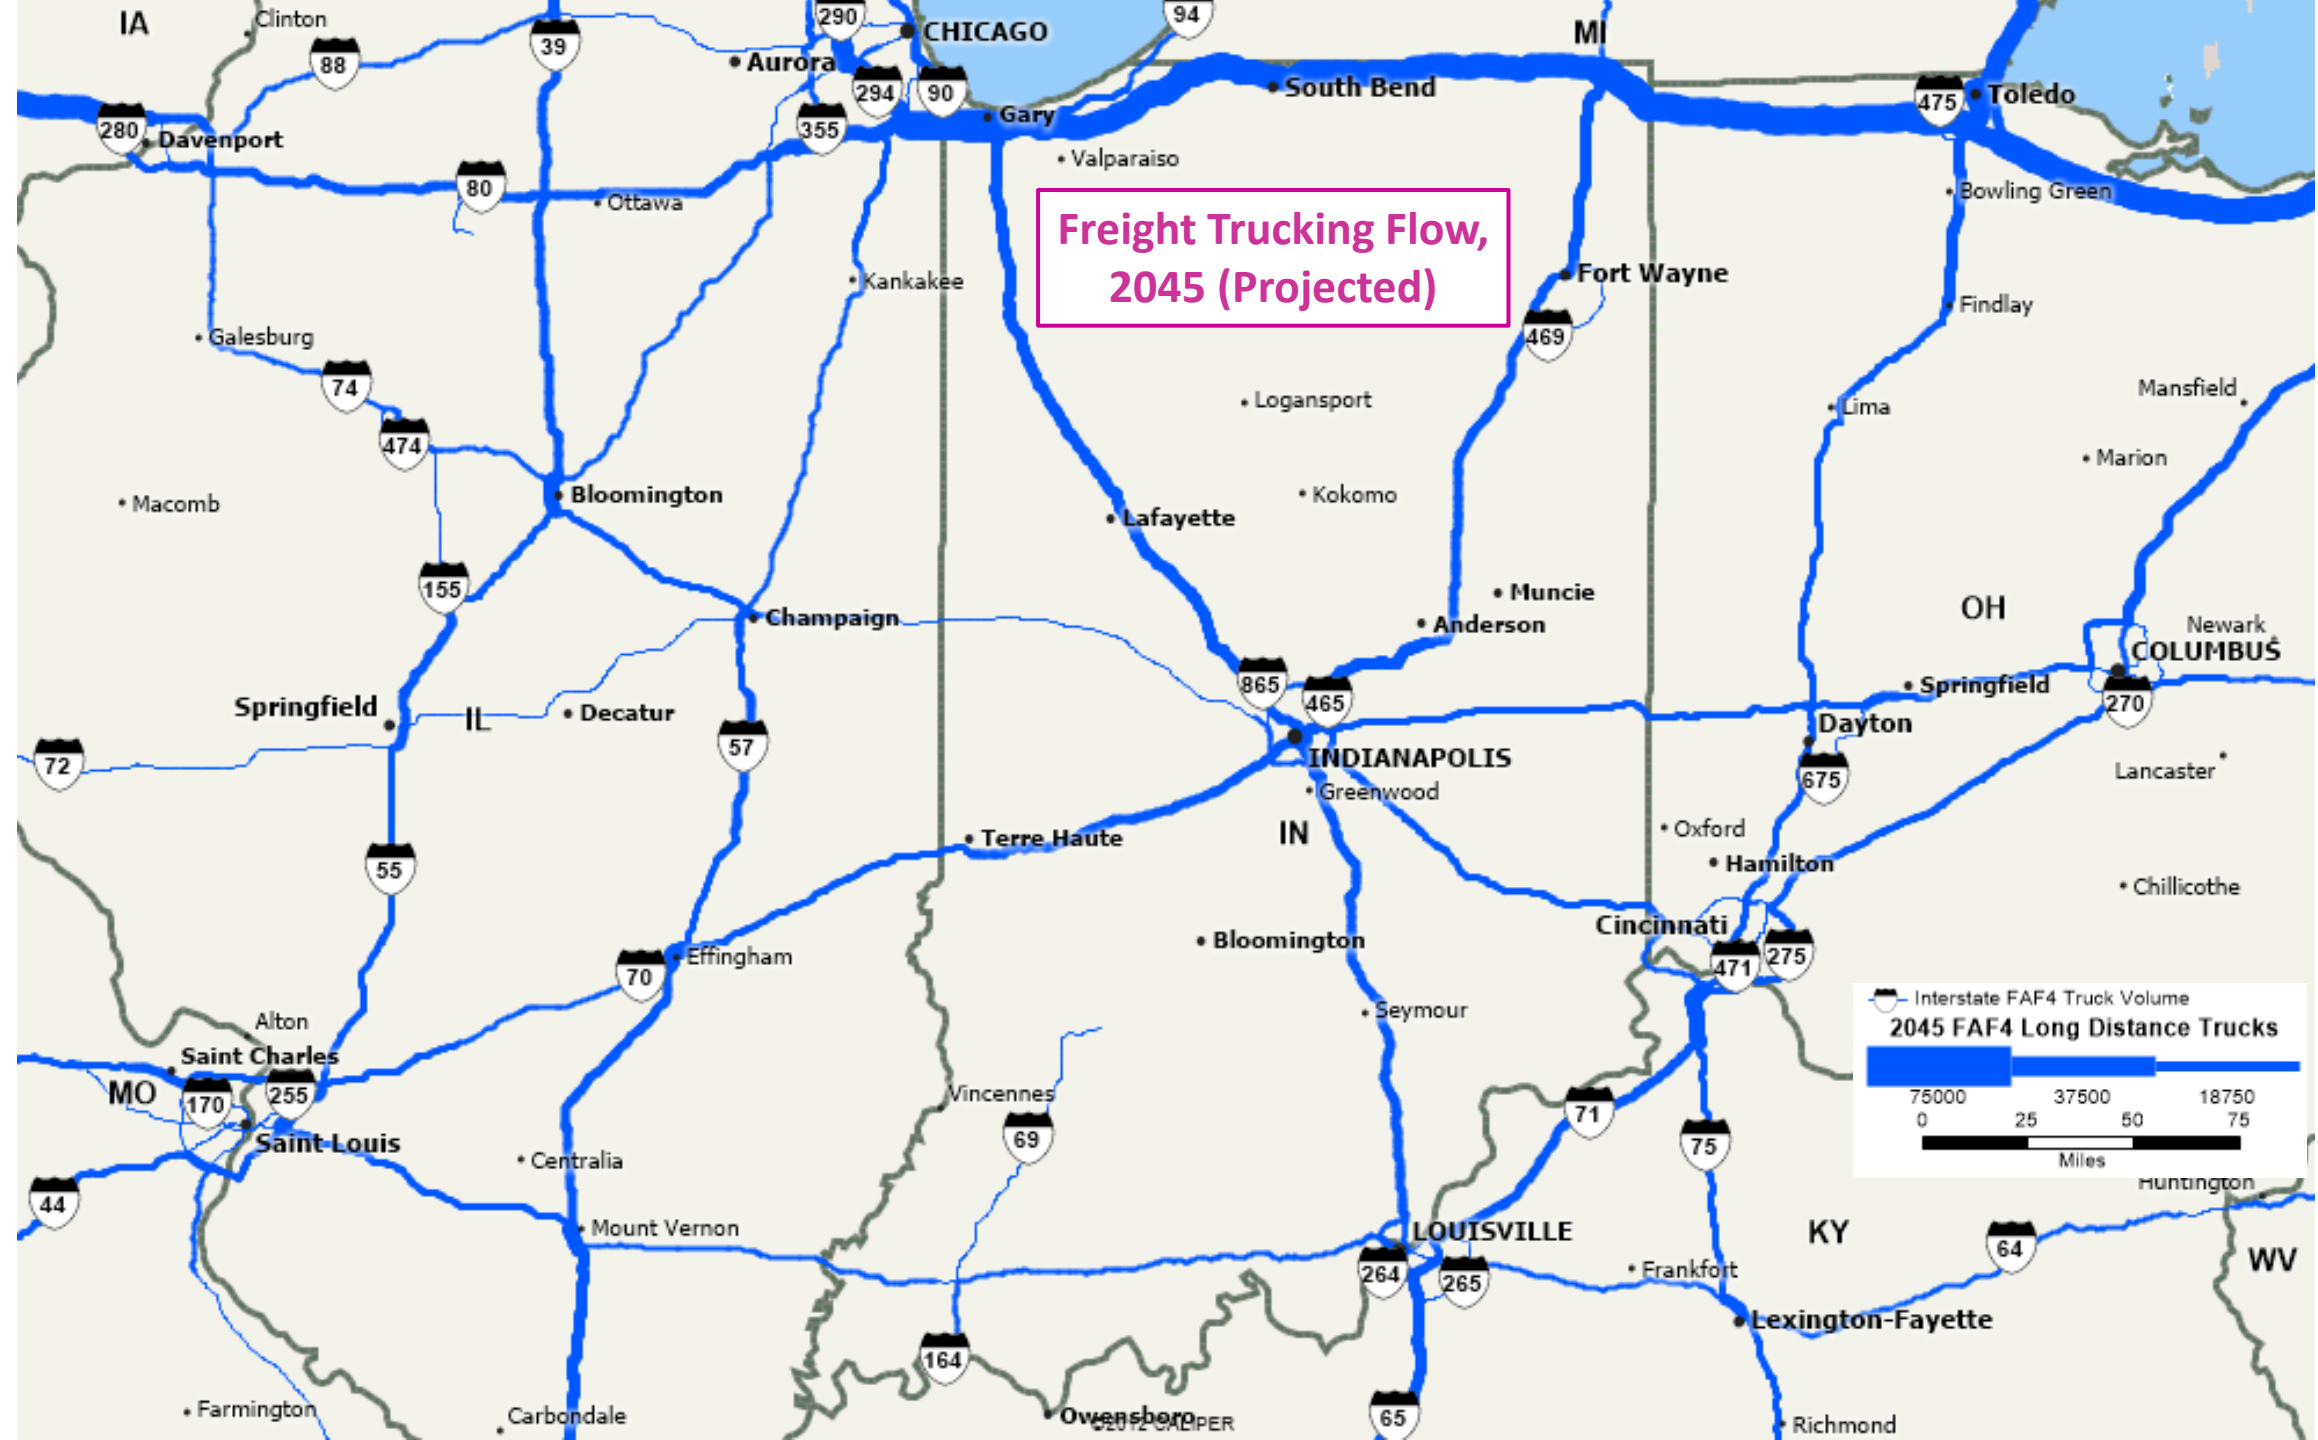 IA
Clinton
88
39
290
CHICAGO
94
MI
Aurora
294
90
475
Toledo
280
Davenport
355
Gary
South Bend
Valparaiso
80
Ottawa
Bowling Green
Freight Trucking Flow,
2045 (Projected)
Kankakee
Fort Wayne
Findlay
Galesburg
469
74
Logansport
Lima
Mansfield
474
Marion
Macomb
Bloomington
Kokomo
Lafayette
155
Muncie
OH
Champaign
Anderson
Newark
COLUMBUS
865
465
Springfield
270
Springfield
IL
Decatur
Dayton
72
57
INDIANAPOLIS
675
Lancaster
Greenwood
55
Terre Haute
IN
Oxford
Hamilton
Chillicothe
Cincinnati
Bloomington
70
Effingham
471
275
Alton
Seymour
Interstate FAF4 Truck Volume
2045 FAF4 Long Distance Trucks
75000 37500 18750
0 25 50 75
Miles
Saint Charles
MO
170
255
Vincennes
71
Saint Louis
69
75
Centralia
44
Huntington
Mount Vernon
LOUISVILLE
KY
64
WV
264
265
Frankfort
Lexington-Fayette
164
Farmington
Carbondale
Owensboro
©2012 CALIPER
65
Richmond